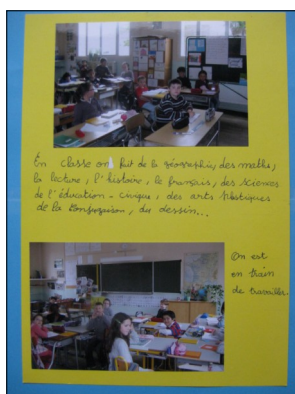 En classe on fait de la géographie, des maths,
la lecture, l'histoire, le français, des sciences
de l'éducation-civique, des arts plastiques
de la conjugaison, du dessin...
On est
en train
de travailler.